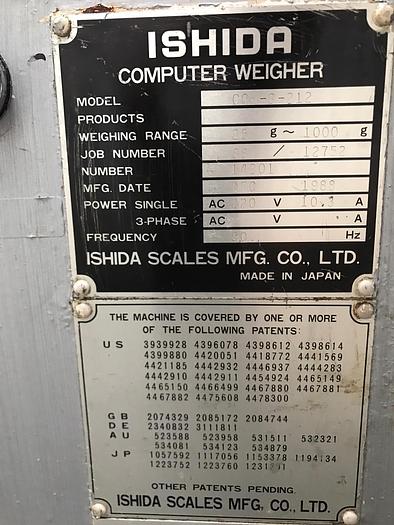 ISHIDA
COMPUTER WEIGHER
MODEL
PRODUCTS
WEIGHING RANGE g ~ 1000 g
JOB NUMBER / 12752
NUMBER 14201
MFG. DATE 1988
POWER SINGLE AC V 10.3 A
3-PHASE AC V A
FREQUENCY Hz
ISHIDA SCALES MFG. CO., LTD.
MADE IN JAPAN
THE MACHINE IS COVERED BY ONE OR MORE
OF THE FOLLOWING PATENTS:
US 3939928 4396078 4398612 4398614
4399880 4420051 4418772 4441569
4421185 4442932 4446937 4444283
4442910 4442911 4454924 4465149
4465150 4466499 4467880 4467881
4467882 4475608 4478300
GB 2074329 2085172 2084744
DE 2340832 3111811
AU 523588 523958 531511 532321
534081 534123 534879
JP 1057592 1117056 1153378 1194134
1223752 1223760
OTHER PATENTS PENDING.
ISHIDA SCALES MFG, CO., LTD.